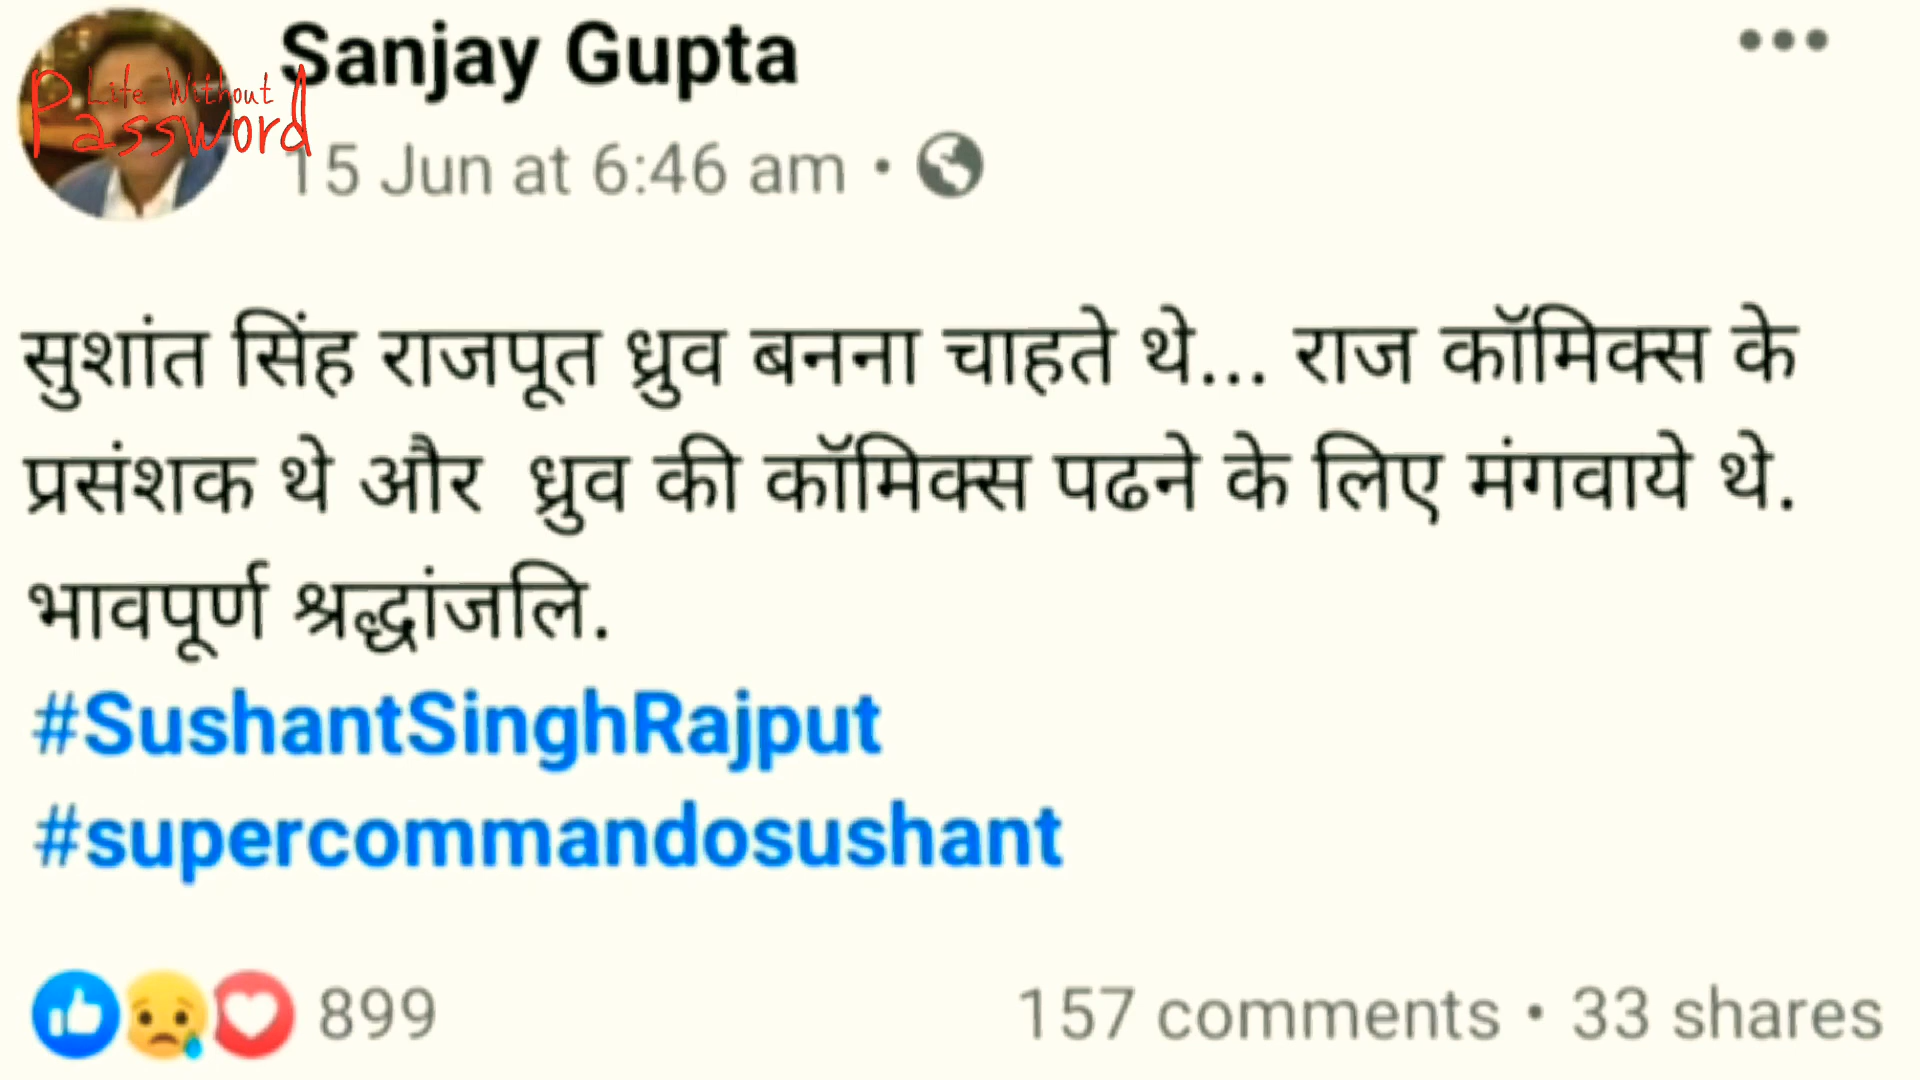 Sanjay Gupta
Life Without
Password
15 Jun at 6:46 am
सुशांत सिंह राजपूत ध्रुव बनना चाहते थे... राज कॉमिक्स के
प्रसंशक थे और ध्रुव की कॉमिक्स पढने के लिए मंगवाये थे.
भावपूर्ण श्रद्धांजलि.
#SushantSinghRajput
#supercommandosushant
899 157 comments • 33 shares